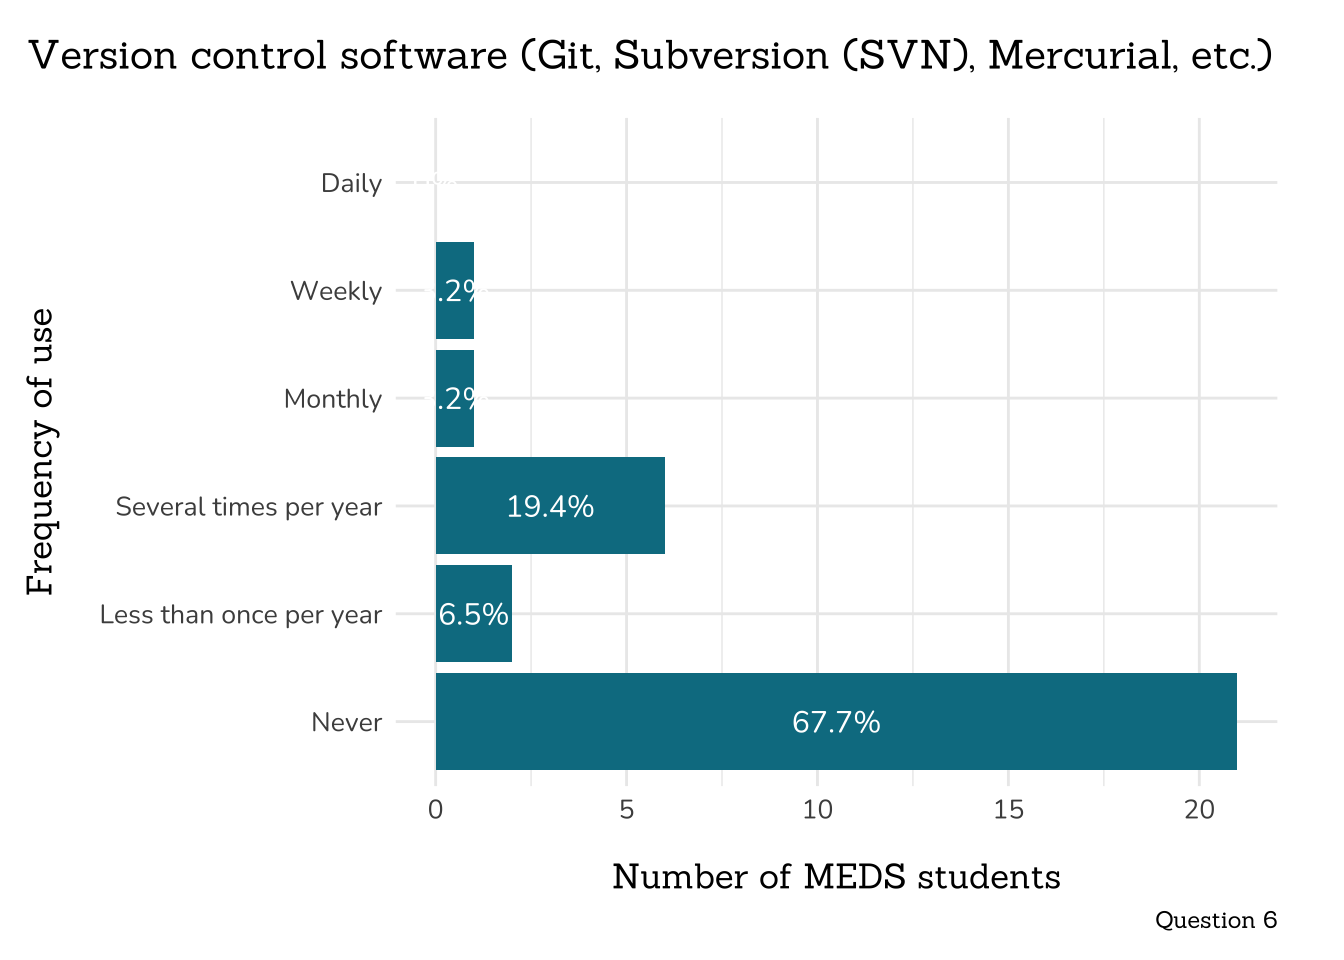 Version control software (Git, Subversion (SVN), Mercurial, etc.)
Frequency of use
Daily
Weekly
.2%
Monthly
.2%
Several times per year
19.4%
Less than once per year
6.5%
Never
67.7%
0 5 10 15 20
Number of MEDS students
Question 6